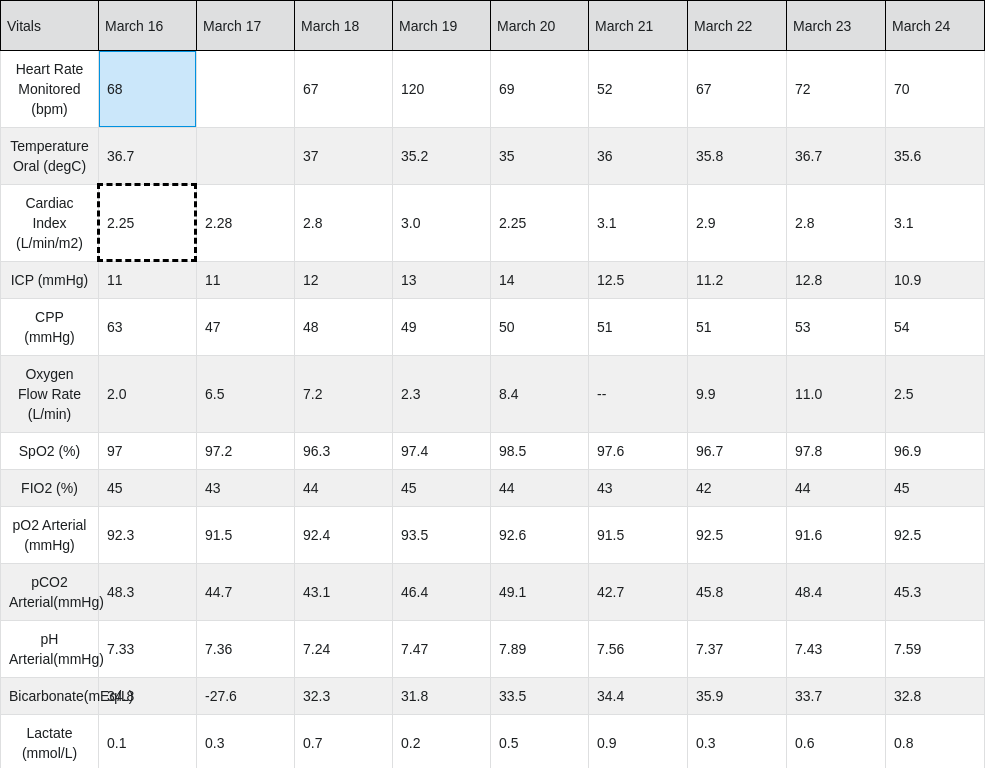 Vitals March 16 March 17 March 18 March 19 March 20 March 21 March 22 March 23 March 24
Heart Rate
Monitored 68 67 120 69 52 67 72 70
(bpm)
Temperature
Oral (degC) 36.7 37 35.2 35 36 35.8 36.7 35.6
Cardiac
Index 2.25 2.28 2.8 3.0 2.25 3.1 2.9 2.8 3.1
(L/min/m2)
ICP (mmHg) 11 11 12 13 14 12.5 11.2 12.8 10.9
CPP
(mmHg) 63 47 48 49 50 51 51 53 54
Oxygen
Flow Rate 2.0 6.5 7.2 2.3 8.4 -- 9.9 11.0 2.5
(L/min)
SpO2 (%) 97 97.2 96.3 97.4 98.5 97.6 96.7 97.8 96.9
FIO2 (%) 45 43 44 45 44 43 42 44 45
pO2 Arterial
(mmHg) 92.3 91.5 92.4 93.5 92.6 91.5 92.5 91.6 92.5
pCO2
Arterial(mmHg) 48.3 44.7 43.1 46.4 49.1 42.7 45.8 48.4 45.3
pH
Arterial(mmHg) 7.33 7.36 7.24 7.47 7.89 7.56 7.37 7.43 7.59
Bicarbonate(mEq/L) 34.8 -27.6 32.3 31.8 33.5 34.4 35.9 33.7 32.8
Lactate
(mmol/L) 0.1 0.3 0.7 0.2 0.5 0.9 0.3 0.6 0.8